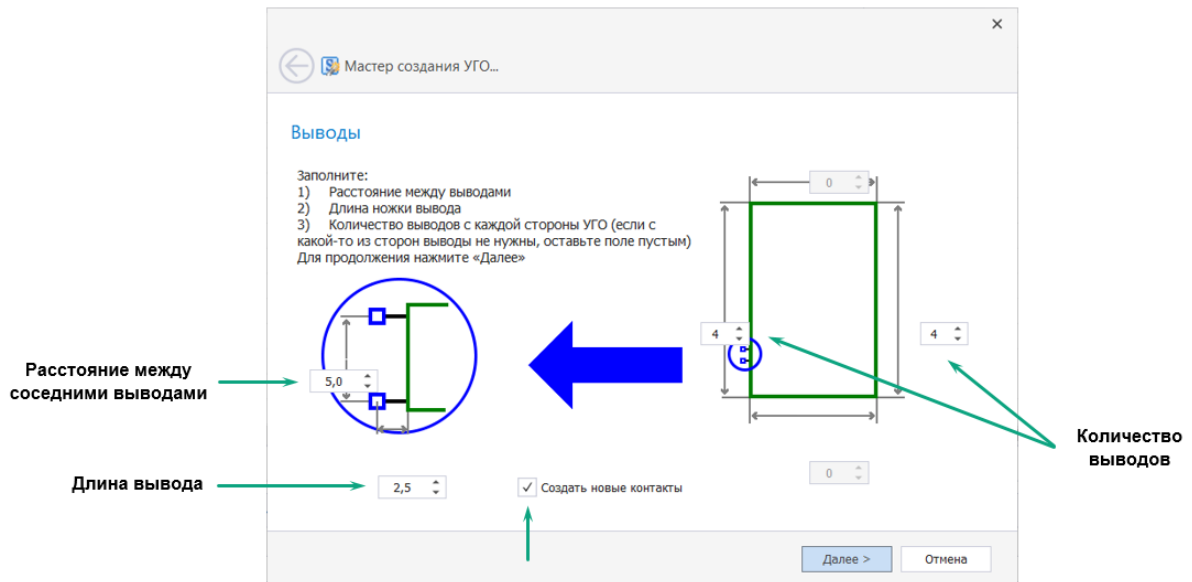 Мастер создания УГО...
Выводы
Заполните:
1) Расстояние между выводами
2) Длина ножки вывода
3) Количество выводов с каждой стороны УГО (если с
какой-то из сторон выводы не нужны, оставьте поле пустым)
Для продолжения нажмите «Далее»
0
4
4
Расстояние между
соседними выводами
5,0
Количество
выводов
Длина вывода
2,5
Создать новые контакты
0
Далее >
Отмена